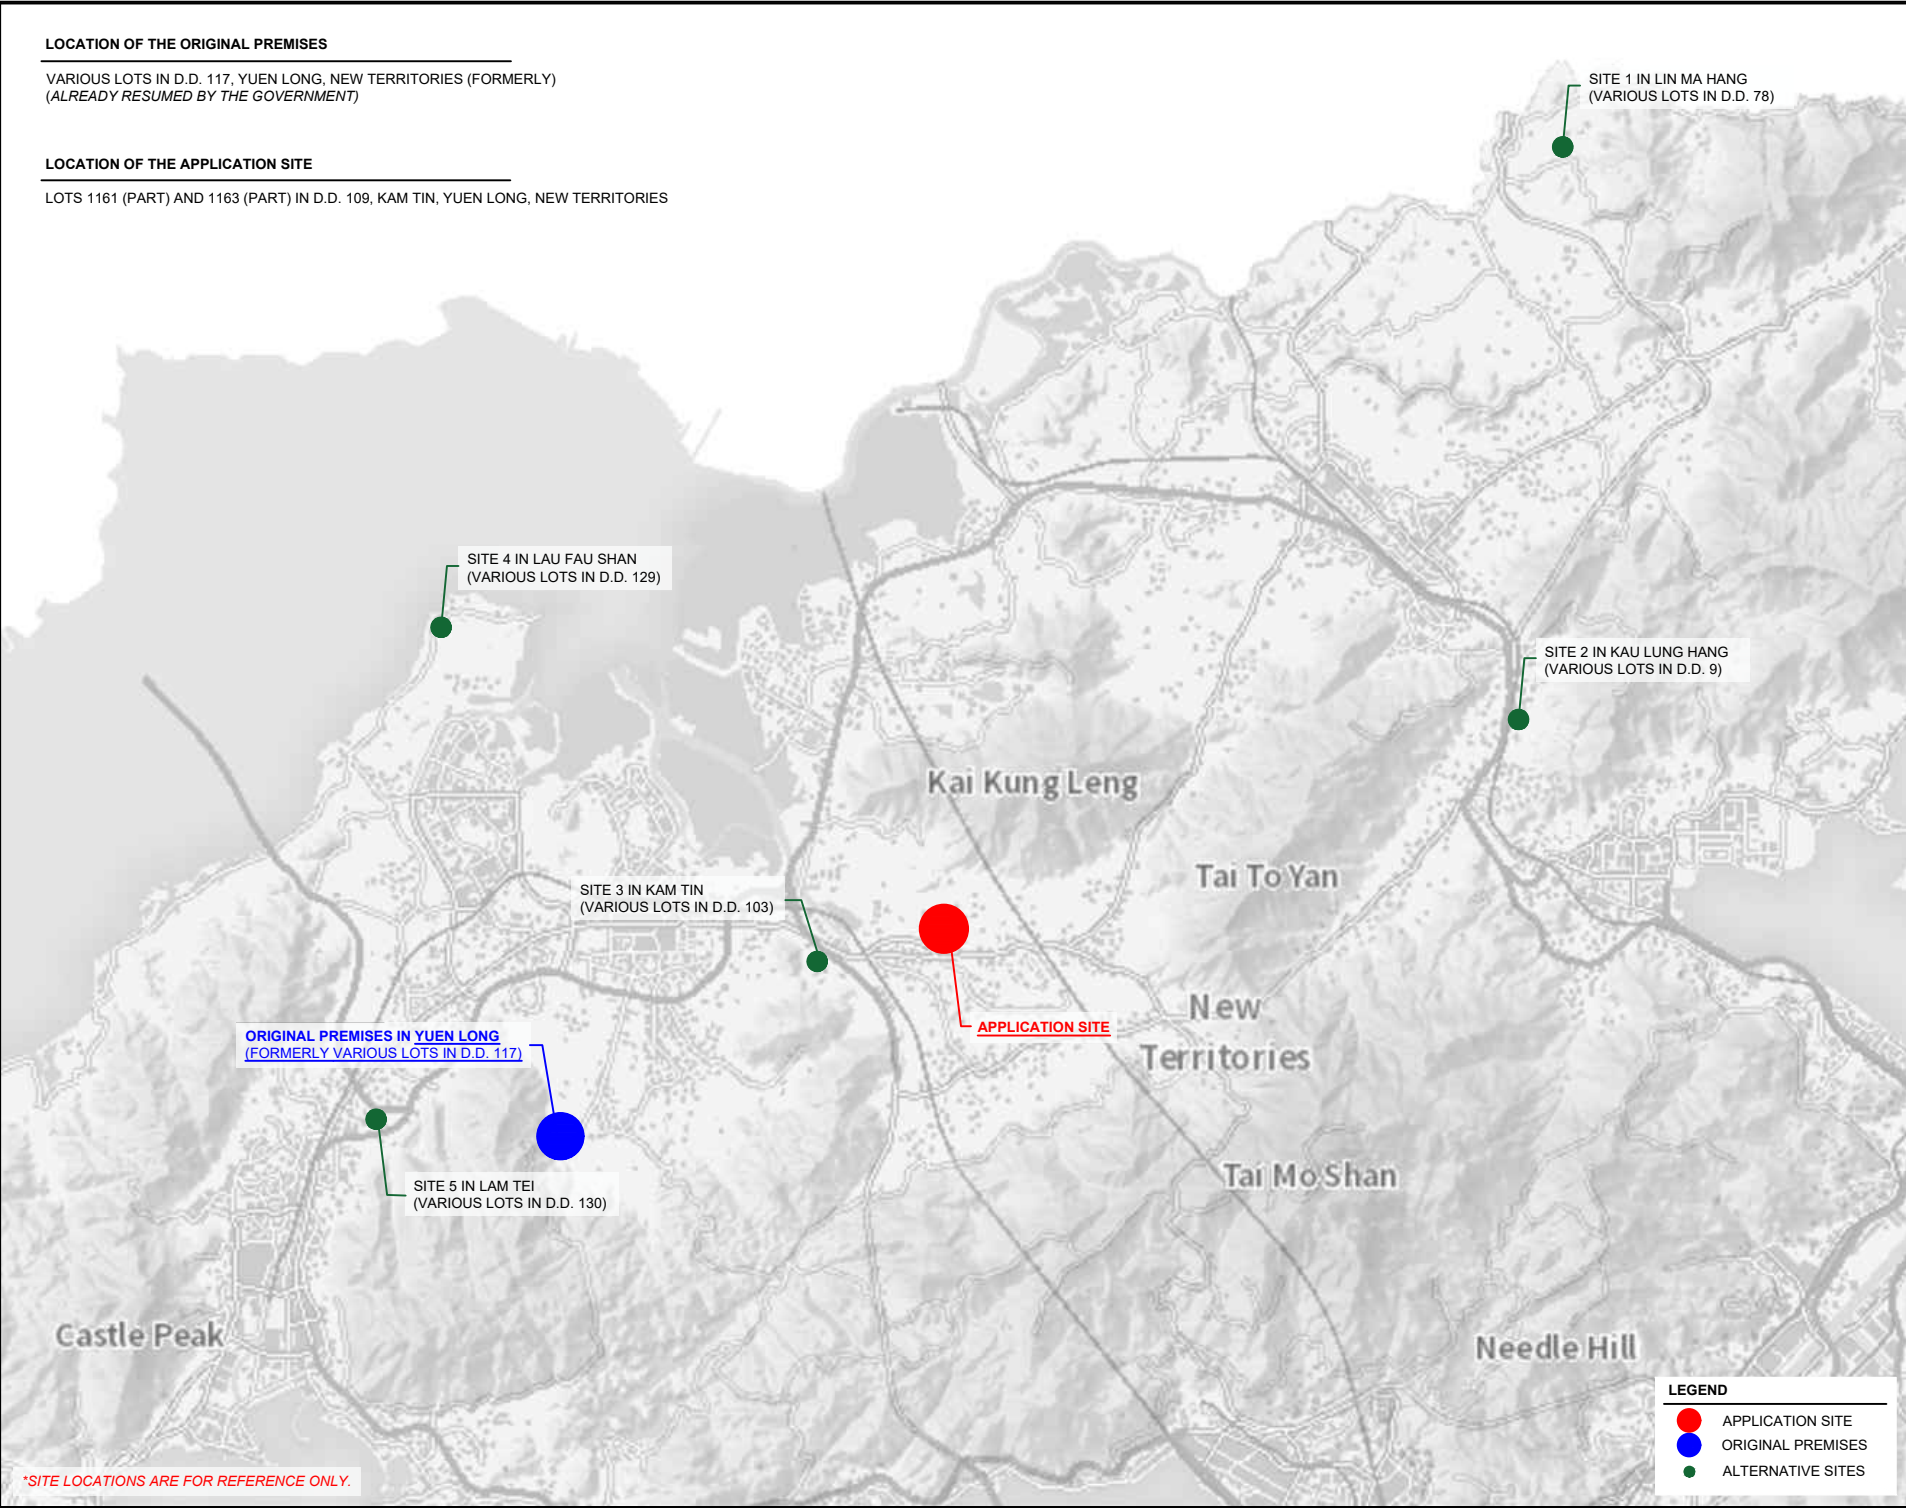 LOCATION OF THE ORIGINAL PREMISES
VARIOUS LOTS IN D.D. 117, YUEN LONG, NEW TERRITORIES (FORMERLY)
(ALREADY RESUMED BY THE GOVERNMENT)
LOCATION OF THE APPLICATION SITE
LOTS 1161 (PART) AND 1163 (PART) IN D.D. 109, KAM TIN, YUEN LONG, NEW TERRITORIES
SITE 1 IN LIN MA HANG
(VARIOUS LOTS IN D.D. 78)
SITE 4 IN LAU FAU SHAN
(VARIOUS LOTS IN D.D. 129)
SITE 2 IN KAU LUNG HANG
(VARIOUS LOTS IN D.D. 9)
Kai Kung Leng
Tai To Yan
SITE 3 IN KAM TIN
(VARIOUS LOTS IN D.D. 103)
New
Territories
APPLICATION SITE
ORIGINAL PREMISES IN YUEN LONG
(FORMERLY VARIOUS LOTS IN D.D. 117)
SITE 5 IN LAM TEI
(VARIOUS LOTS IN D.D. 130)
Tai Mo Shan
Castle Peak
Needle Hill
LEGEND
APPLICATION SITE
ORIGINAL PREMISES
ALTERNATIVE SITES
*SITE LOCATIONS ARE FOR REFERENCE ONLY.